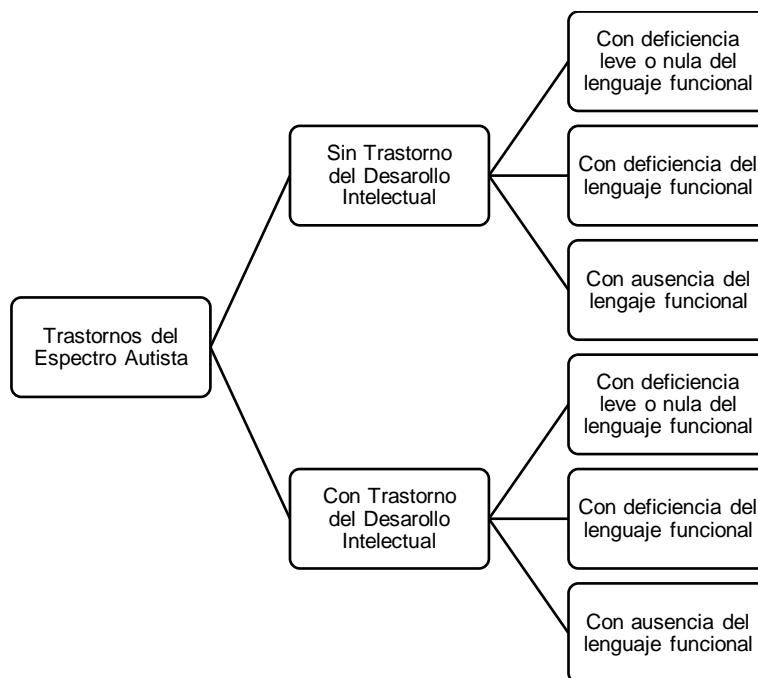 Trastornos del
Espectro Autista
Sin Trastorno
del Desarollo
Intelectual
Con deficiencia
leve o nula del
lenguaje funcional
Con deficiencia del
lenguaje funcional
Con ausencia del
lengaje funcional
Con Trastorno
del Desarollo
Intelectual
Con deficiencia
leve o nula del
lenguaje funcional
Con deficiencia del
lenguaje funcional
Con ausencia del
lenguaje funcional